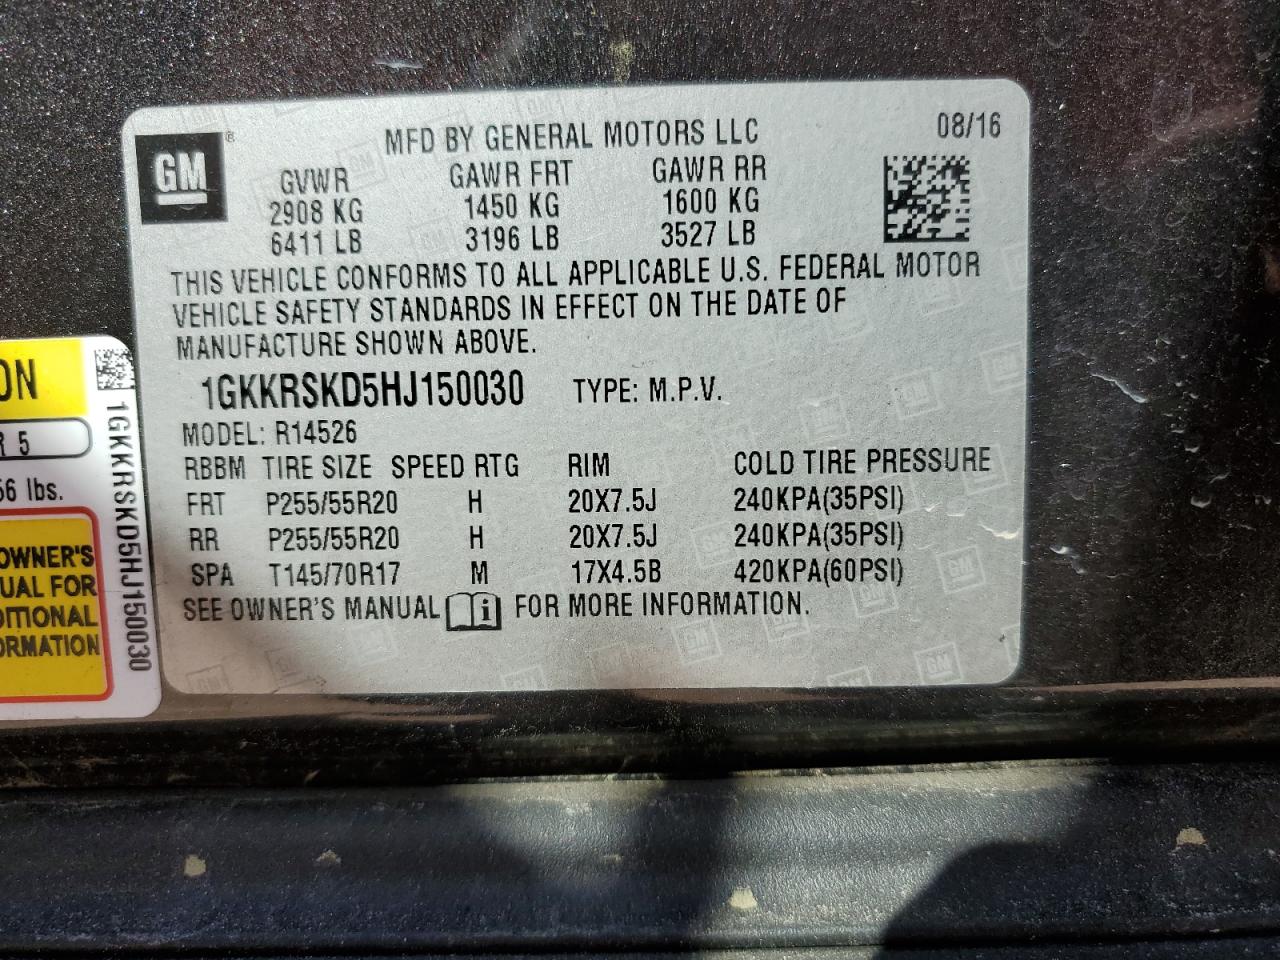 GM®
MFD BY GENERAL MOTORS LLC 08/16
GVWR GAWR FRT GAWR RR
2908 KG 1450 KG 1600 KG
6411 LB 3196 LB 3527 LB
THIS VEHICLE CONFORMS TO ALL APPLICABLE U.S. FEDERAL MOTOR
VEHICLE SAFETY STANDARDS IN EFFECT ON THE DATE OF
MANUFACTURE SHOWN ABOVE.
1GKKRSKD5HJ150030 TYPE: M.P.V.
MODEL: R14526
RBBM TIRE SIZE SPEED RTG RIM COLD TIRE PRESSURE
FRT P255/55R20 H 20X7.5J 240KPA(35PSI)
RR P255/55R20 H 20X7.5J 240KPA(35PSI)
SPA T145/70R17 M 17X4.5B 420KPA(60PSI)
SEE OWNER'S MANUAL i FOR MORE INFORMATION.
ON
R 5
56 lbs.
OWNER'S
UAL FOR
DITIONAL
ORMATION
1GKKRSKD5HJ150030